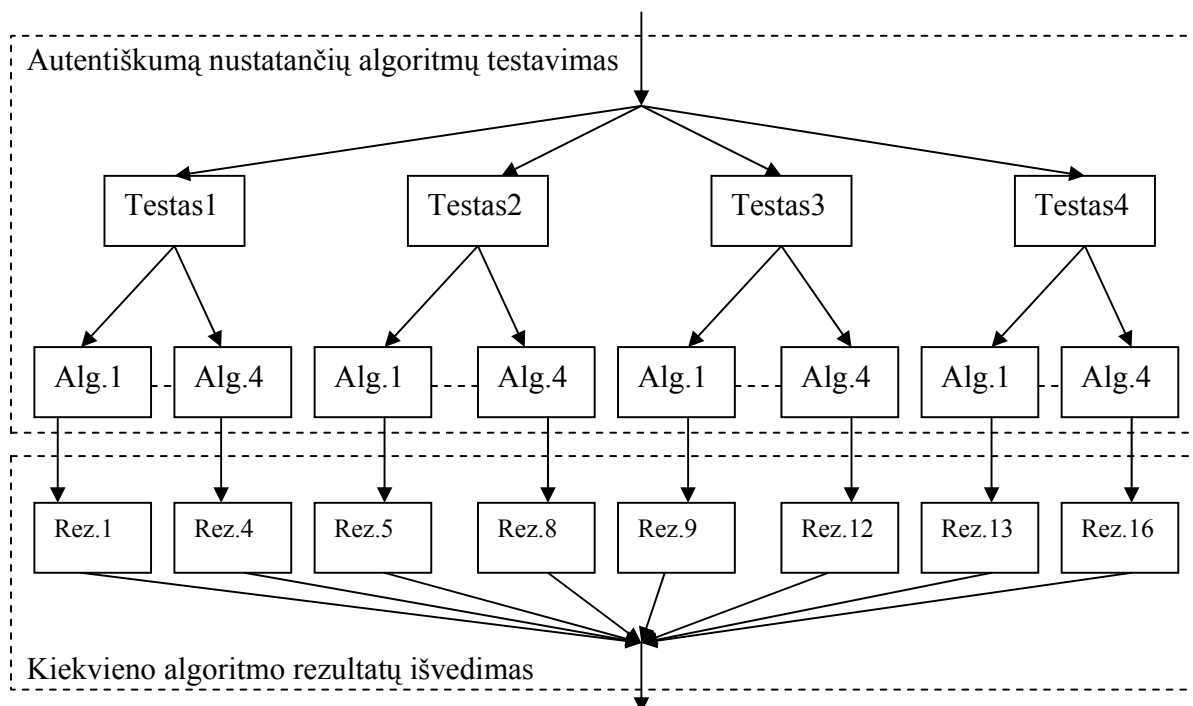 Autentiškumą nustatančių algoritmų testavimas
Testas1 Testas2 Testas3 Testas4
Alg.1 Alg.4 Alg.1 Alg.4 Alg.1 Alg.4 Alg.1 Alg.4
Rez.1 Rez.4 Rez.5 Rez.8 Rez.9 Rez.12 Rez.13 Rez.16
Kiekvieno algoritmo rezultatų išvedimas